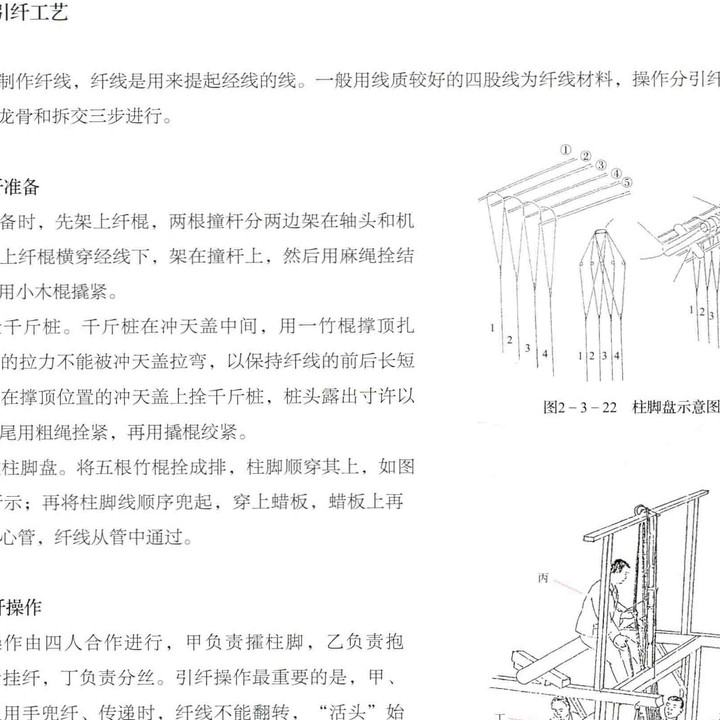 引纤工艺
制作纤线，纤线是用来提起经线的线。一般用线质较好的四股线为纤线材料，操作分引纤
龙骨和拆交三步进行。
准备
备时，先架上纤棍，两根撞杆分两边架在轴头和机
上纤棍横穿经线下，架在撞杆上，然后用麻绳拴结
用小木棍撬紧。
千斤桩。千斤桩在冲天盖中间，用一竹棍撑顶扎
的拉力不能被冲天盖拉弯，以保持纤线的前后长短
在撑顶位置的冲天盖上拴千斤桩，桩头露出寸许以
尾用粗绳拴紧，再用撬棍绞紧。
柱脚盘。将五根竹棍拴成排，柱脚顺穿其上，如图
示；再将柱脚线顺序兜起，穿上蜡板，蜡板上再
心管，纤线从管中通过。
操作
操作由四人合作进行，甲负责擂柱脚，乙负责抱
挂纤，丁负责分丝。引纤操作最重要的是，甲、
用手兜纤、传递时，纤线不能翻转，“活头”始
① ② ③ ④ ⑤
1 2 3 4
1 2 3 4
1 2 3
图2－3－22 柱脚盘示意图
丙
丁